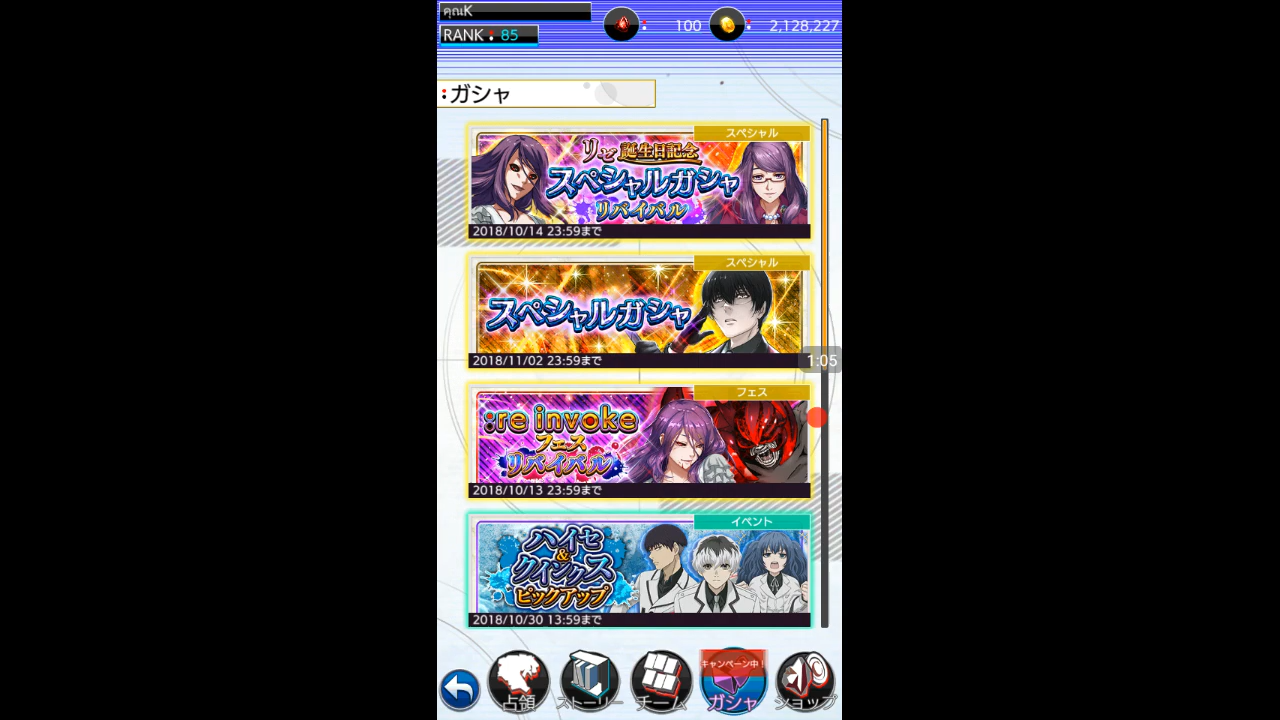 คุณK
RANK : 85
: 100
: 2,128,227
:ガシャ
スペシャル
リゼ 誕生日記念
スペシャルガシャ
リバイバル
2018/10/14 23:59まで
スペシャル
スペシャルガシャ
2018/11/02 23:59まで
1:05
フェス
:re invoke
フェス
リバイバル
2018/10/13 23:59まで
イベント
ハイセ
&
クインクス
ピックアップ
2018/10/30 13:59まで
キャンペーン中!
占領 ストーリー チーム ガシャ ショップ